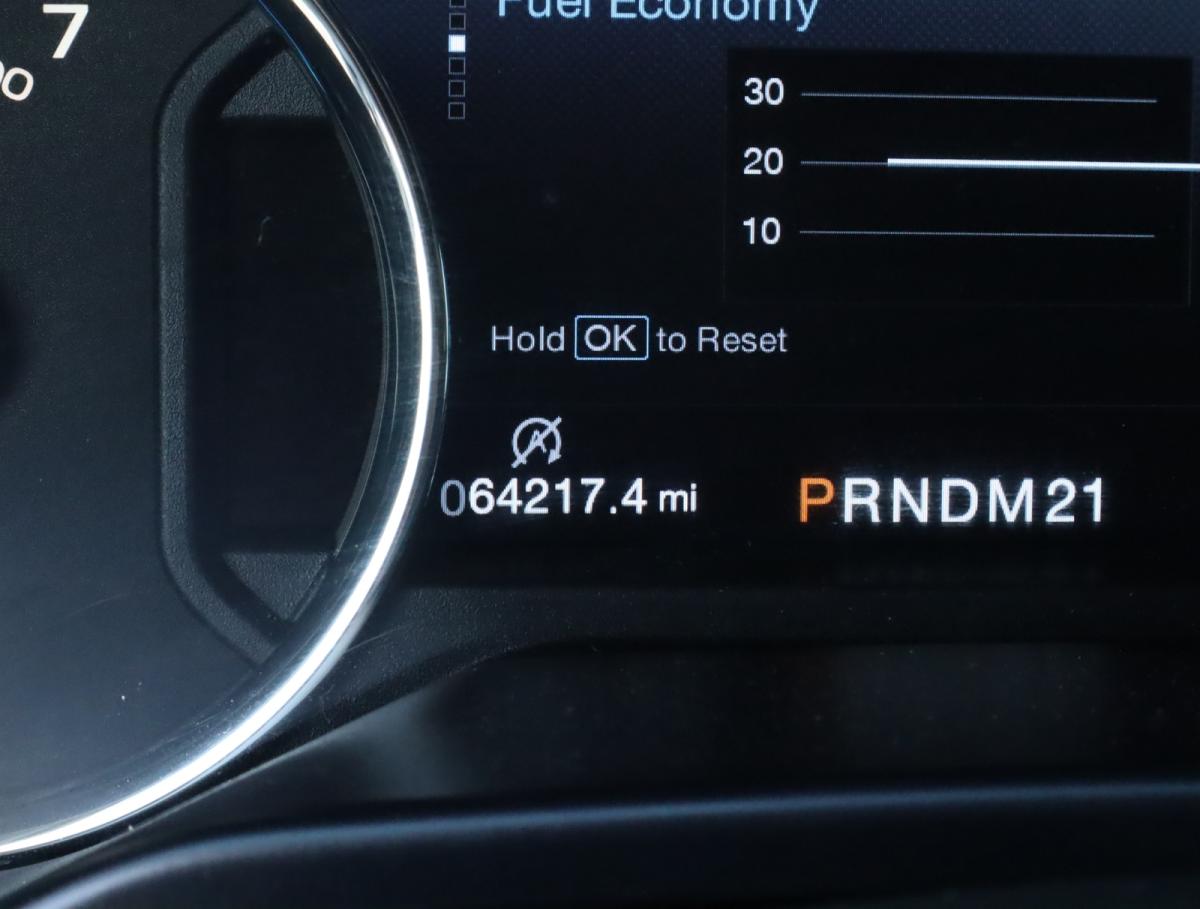 7
Fuel Economy
30
20
10
Hold OK to Reset
064217.4 mi
PRNDM21